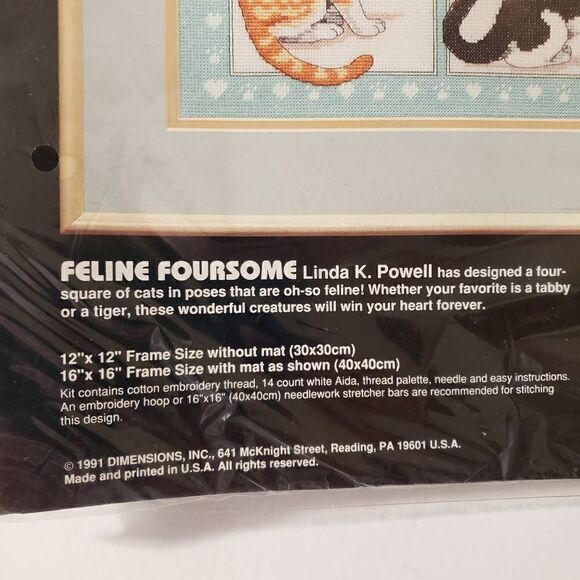 FELINE FOURSOME Linda K. Powell has designed a four-
square of cats in poses that are oh-so feline! Whether your favorite is a tabby
or a tiger, these wonderful creatures will win your heart forever.
12"x 12" Frame Size without mat (30x30cm)
16"x 16" Frame Size with mat as shown (40x40cm)
Kit contains cotton embroidery thread, 14 count white Aida, thread palette, needle and easy instructions.
An embroidery hoop or 16"x16" (40x40cm) needlework stretcher bars are recommended for stitching
this design.
© 1991 DIMENSIONS, INC., 641 McKnight Street, Reading, PA 19601 U.S.A.
Made and printed in U.S.A. All rights reserved.